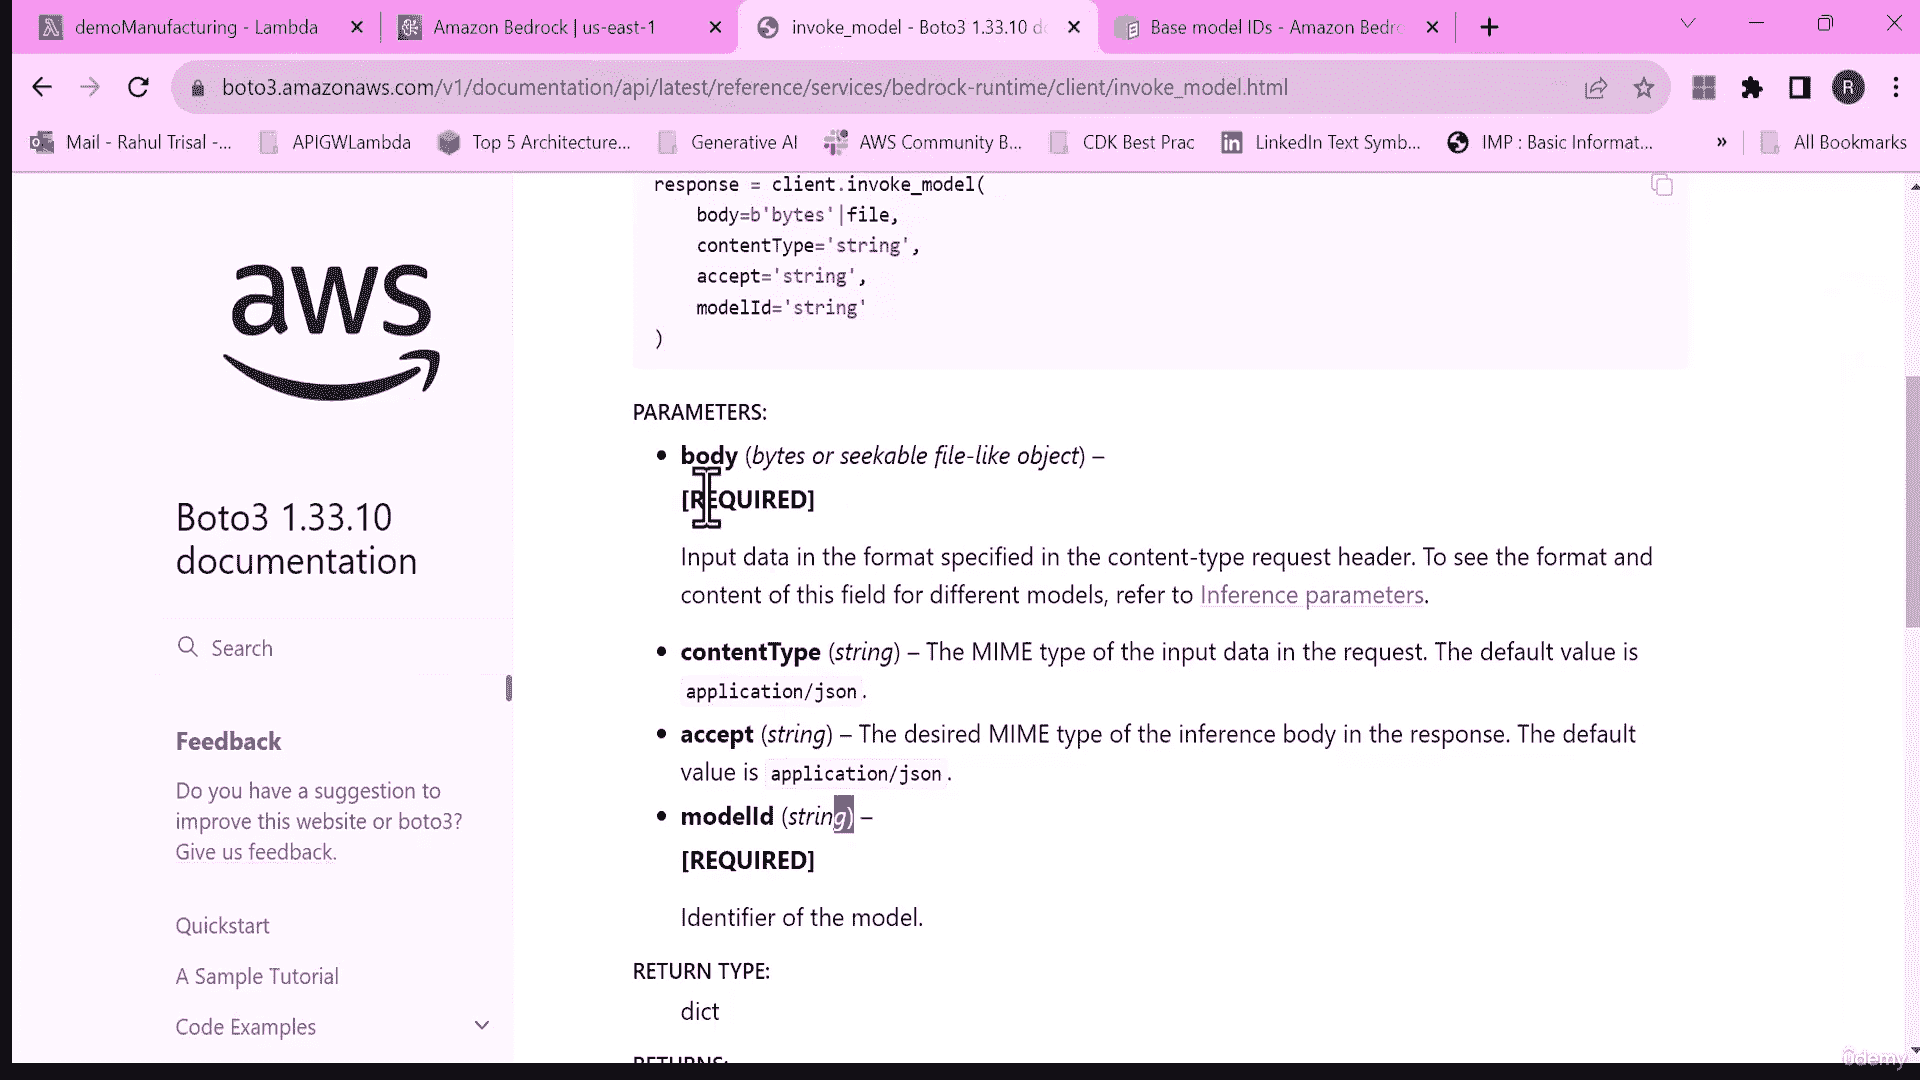 demoManufacturing - Lambda
Amazon Bedrock | us-east-1
invoke_model - Boto3 1.33.10 do
Base model IDs - Amazon Bedro
boto3.amazonaws.com/v1/documentation/api/latest/reference/services/bedrock-runtime/client/invoke_model.html
R
Mail - Rahul Trisal -...
APIGWLambda
Top 5 Architecture...
Generative AI
AWS Community B...
CDK Best Prac
LinkedIn Text Symb...
IMP : Basic Informat...
»
All Bookmarks
aws
Boto3 1.33.10
documentation
Search
Feedback
Do you have a suggestion to
improve this website or boto3?
Give us feedback.
Quickstart
A Sample Tutorial
Code Examples
response = client.invoke_model(
body=b'bytes'|file,
contentType='string',
accept='string',
modelId='string'
)
PARAMETERS:
• body (bytes or seekable file-like object) –
[REQUIRED]
Input data in the format specified in the content-type request header. To see the format and
content of this field for different models, refer to Inference parameters.
• contentType (string) – The MIME type of the input data in the request. The default value is
application/json.
• accept (string) – The desired MIME type of the inference body in the response. The default
value is application/json.
• modelId (string) –
[REQUIRED]
Identifier of the model.
RETURN TYPE:
dict
RETURNS:
ûdemy